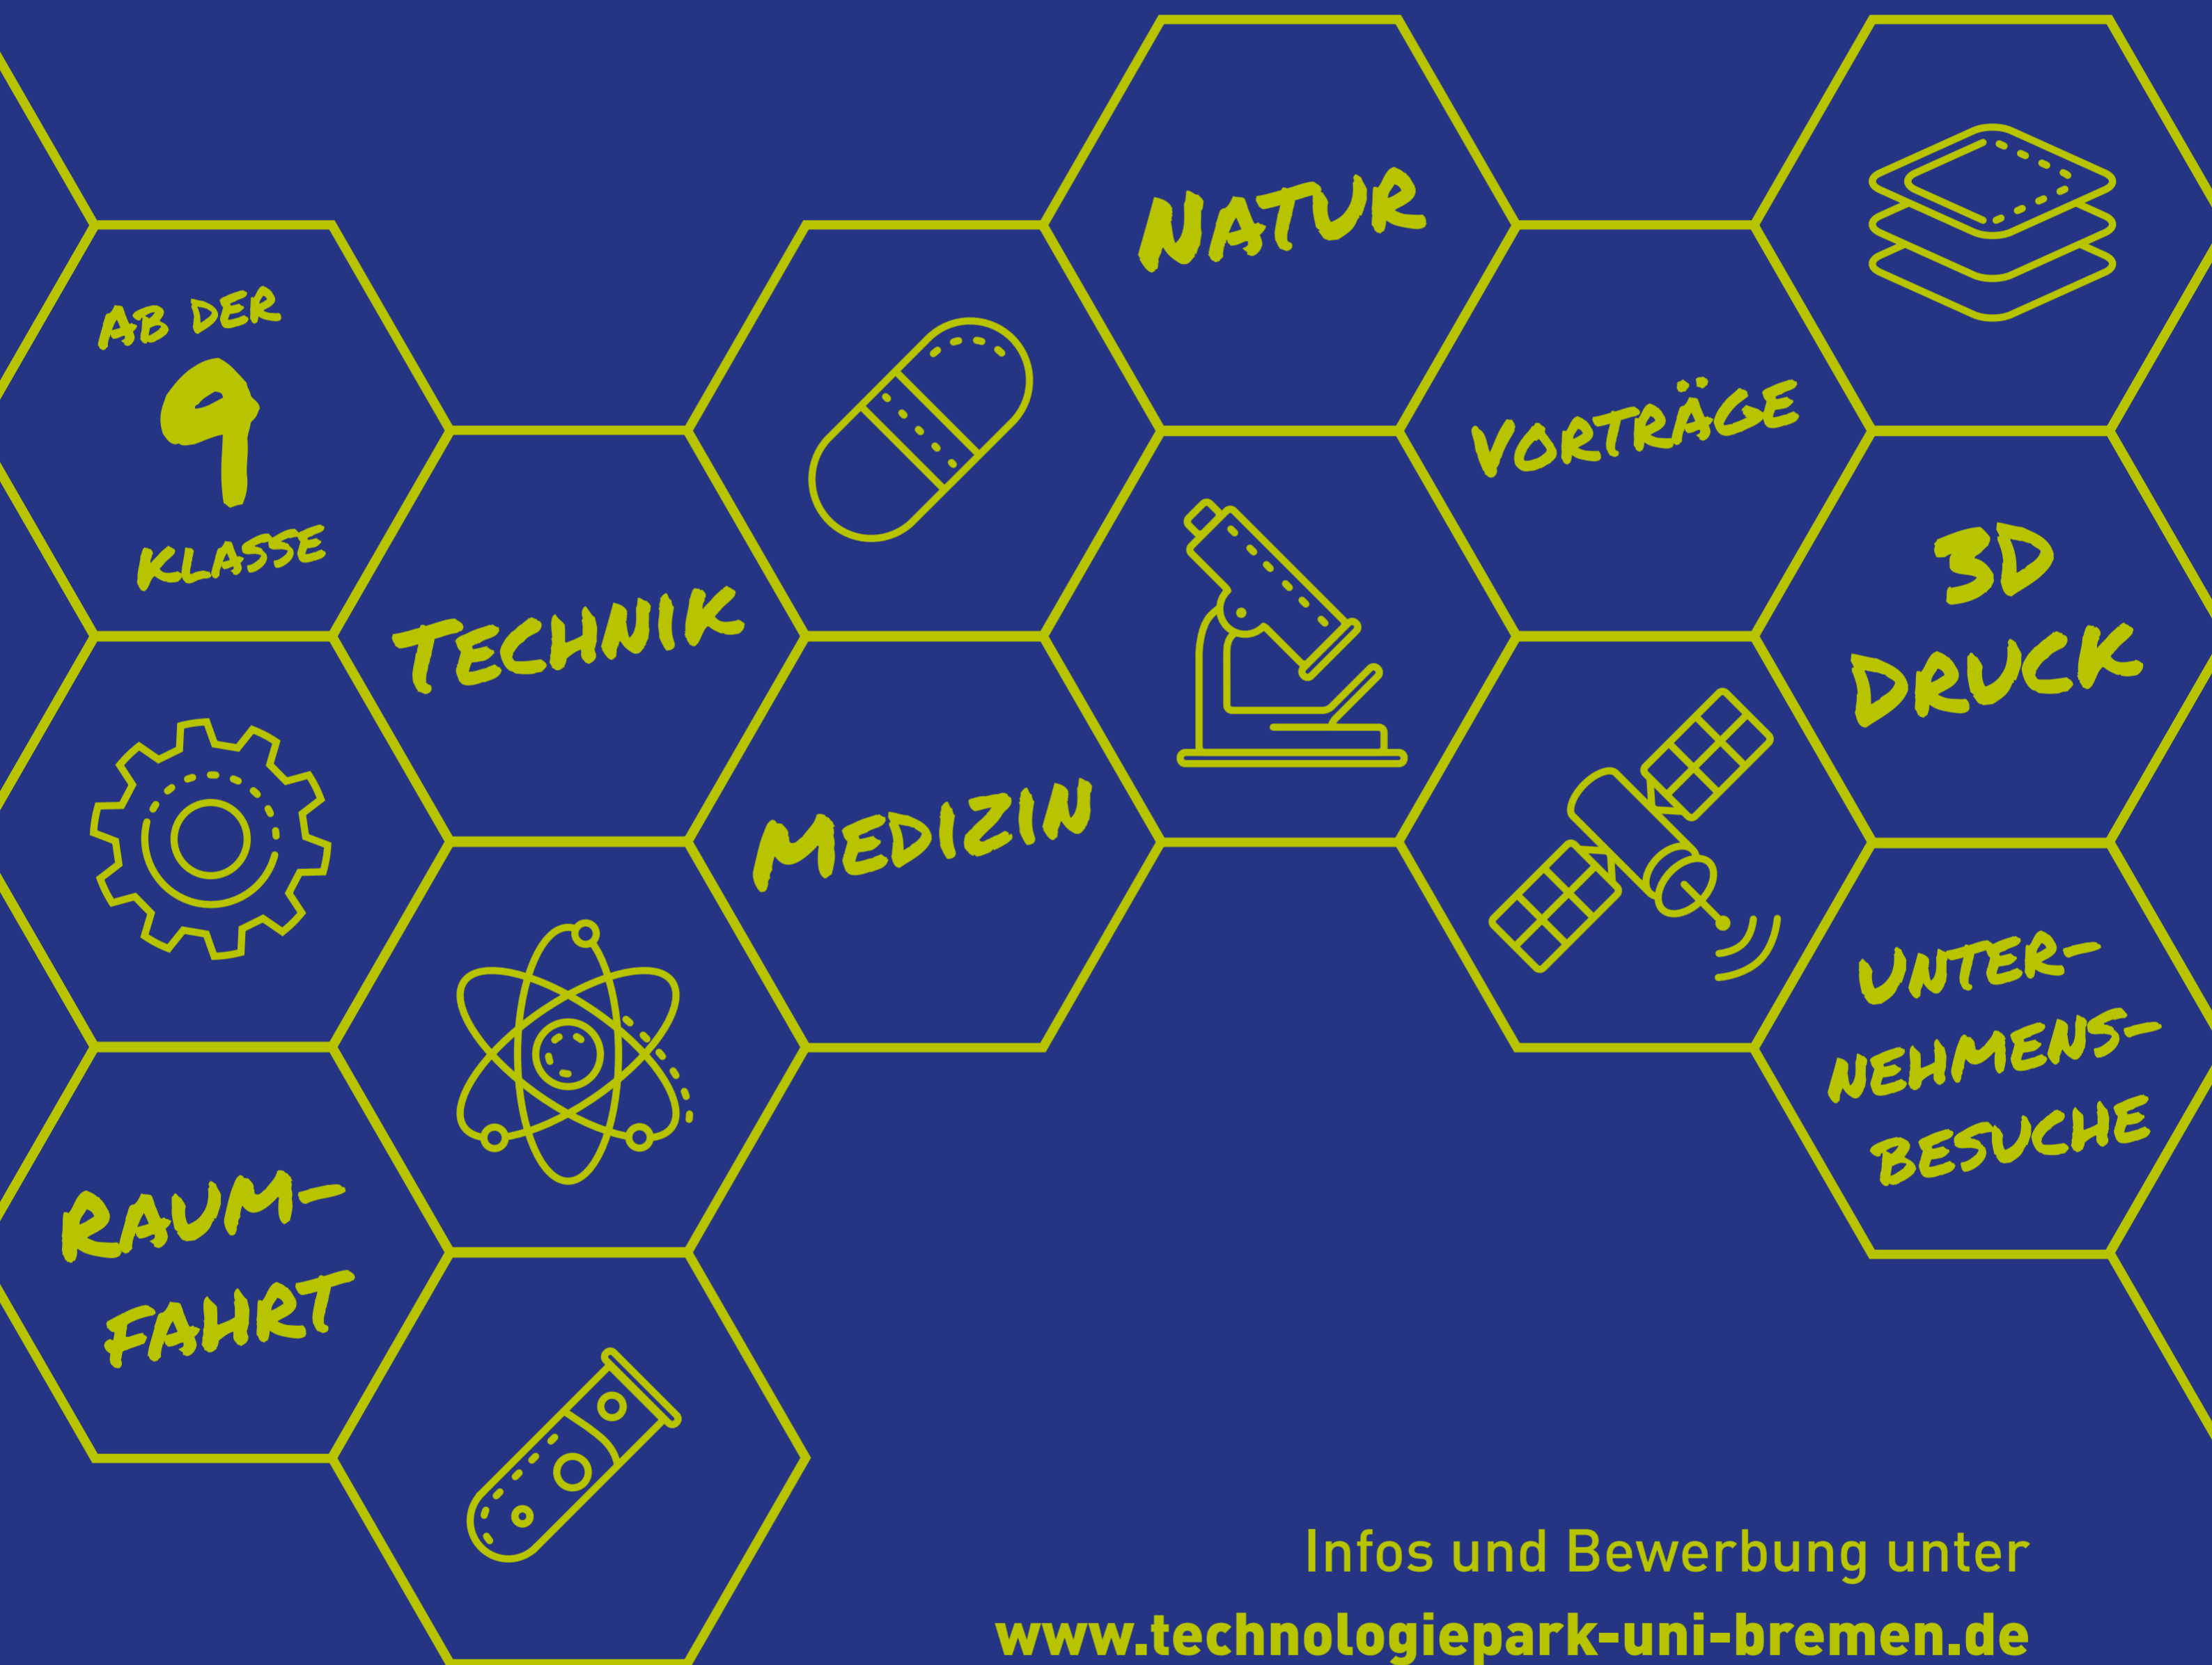 NATUR
AB DER
9
KLASSE
VORTRÄGE
TECHNIK
3D
DRUCK
MEDIZIN
UNTER-
NEHMENS-
BESUCHE
RAUM-
FAHRT
Infos und Bewerbung unter
www.technologiepark-uni-bremen.de